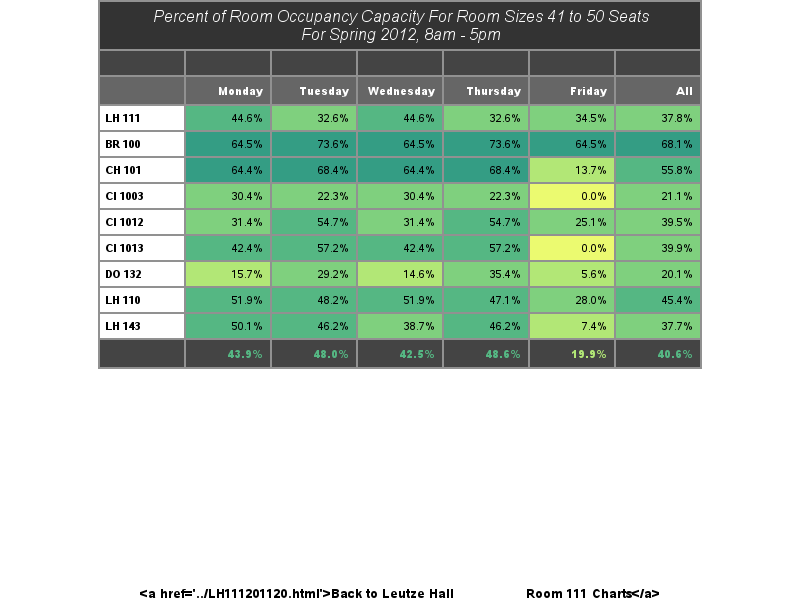 Percent of Room Occupancy Capacity For Room Sizes 41 to 50 Seats
For Spring 2012, 8am - 5pm
Monday Tuesday Wednesday Thursday Friday All
LH 111 44.6% 32.6% 44.6% 32.6% 34.5% 37.8%
BR 100 64.5% 73.6% 64.5% 73.6% 64.5% 68.1%
CH 101 64.4% 68.4% 64.4% 68.4% 13.7% 55.8%
CI 1003 30.4% 22.3% 30.4% 22.3% 0.0% 21.1%
CI 1012 31.4% 54.7% 31.4% 54.7% 25.1% 39.5%
CI 1013 42.4% 57.2% 42.4% 57.2% 0.0% 39.9%
DO 132 15.7% 29.2% 14.6% 35.4% 5.6% 20.1%
LH 110 51.9% 48.2% 51.9% 47.1% 28.0% 45.4%
LH 143 50.1% 46.2% 38.7% 46.2% 7.4% 37.7%
43.9% 48.0% 42.5% 48.6% 19.9% 40.6%
<a href='../LH111201120.html'>Back to Leutze Hall Room 111 Charts</a>